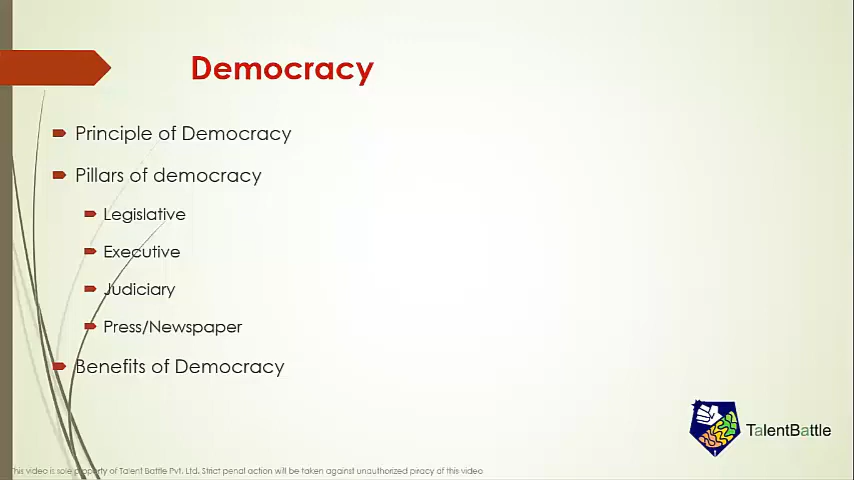 Democracy
Principle of Democracy
Pillars of democracy
Legislative
Executive
Judiciary
Press/Newspaper
Benefits of Democracy
TalentBattle
This video is sole property of Talent Battle Pvt. Ltd. Strict penal action will be taken against unauthorized piracy of this video